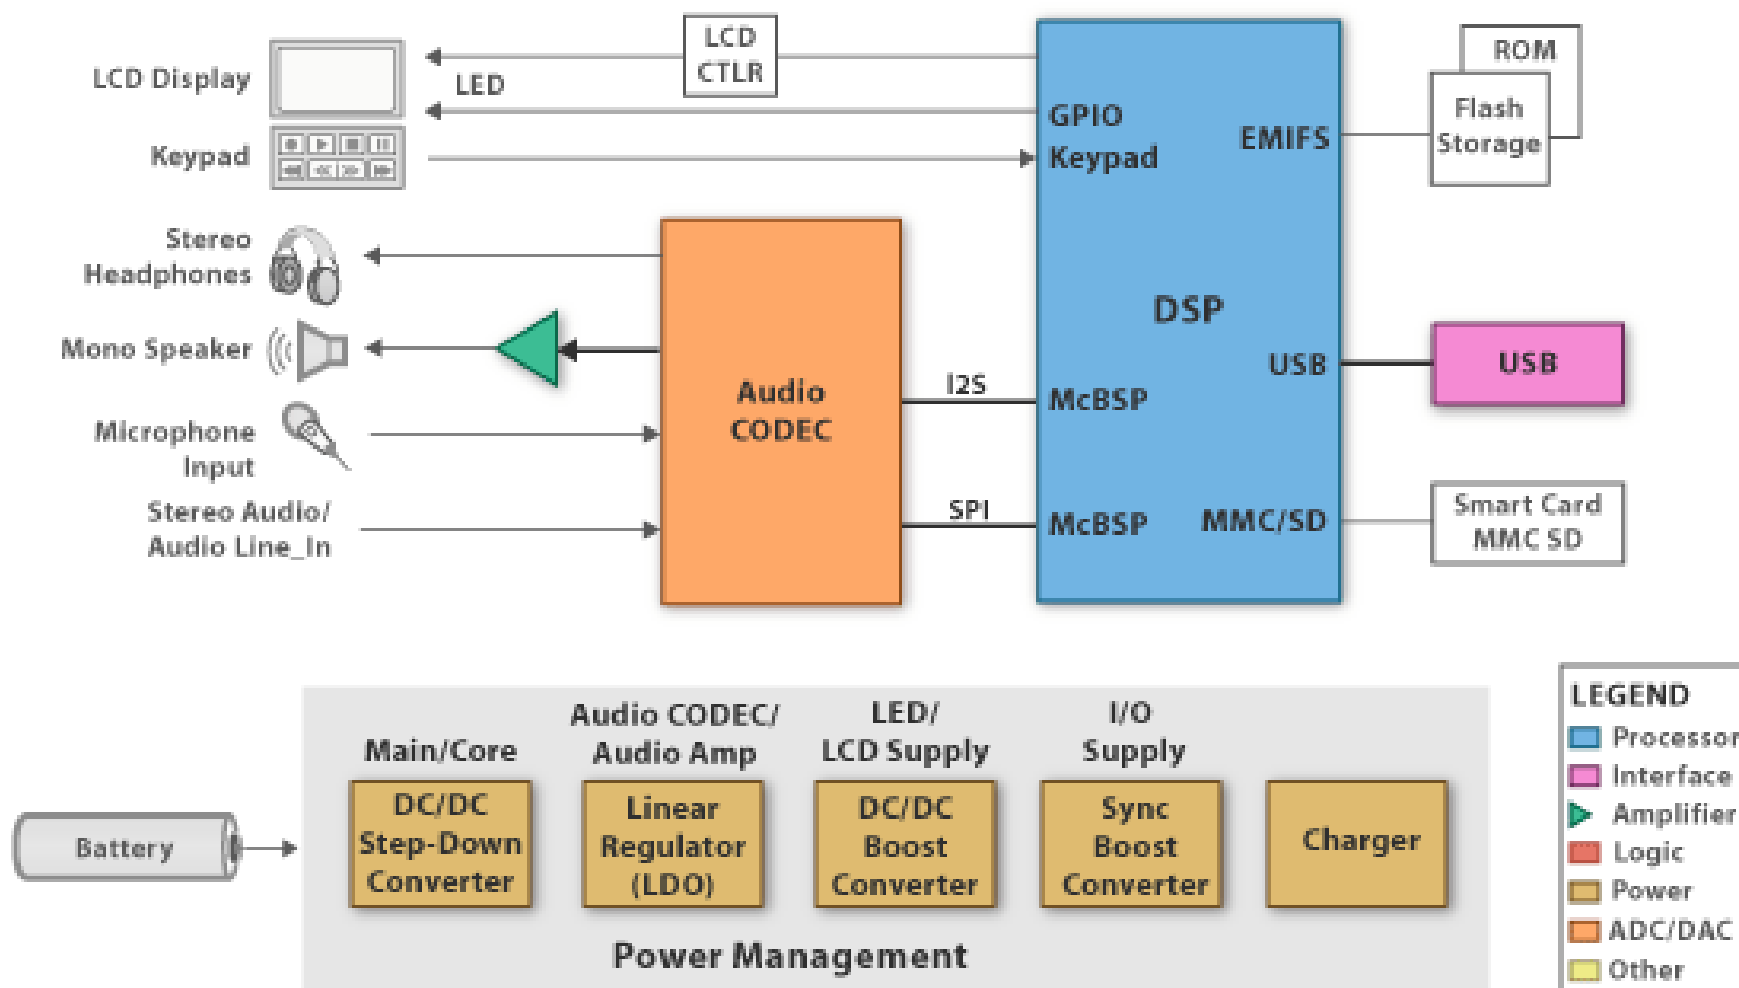 LCD Display
LED
LCD
CTLR
Keypad
GPIO
Keypad
EMIFS
ROM
Flash
Storage
Stereo
Headphones
Mono Speaker
Microphone
Input
Stereo Audio/
Audio Line_In
Audio
CODEC
I2S
SPI
DSP
McBSP
McBSP
USB
MMC/SD
USB
Smart Card
MMC SD
Battery
Main/Core
DC/DC
Step-Down
Converter
Audio CODEC/
Audio Amp
Linear
Regulator
(LDO)
LED/
LCD Supply
DC/DC
Boost
Converter
I/O
Supply
Sync
Boost
Converter
Charger
Power Management
LEGEND
Processor
Interface
Amplifier
Logic
Power
ADC/DAC
Other